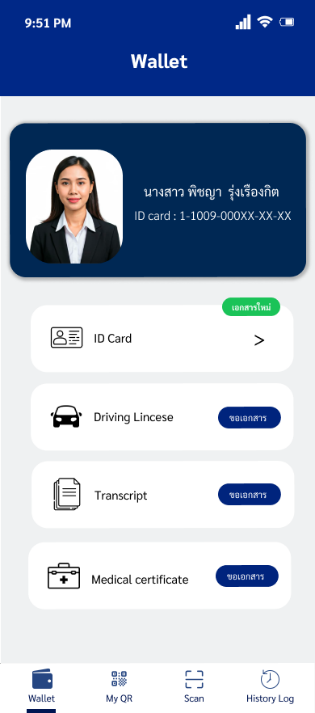 9:51 PM
Wallet
นางสาว พิชญา รุ่งเรืองกิต
ID card : 1-1009-000XX-XX-XX
เอกสารใหม่
ID Card >
Driving Lincese ขอเอกสาร
Transcript ขอเอกสาร
Medical certificate ขอเอกสาร
Wallet My QR Scan History Log